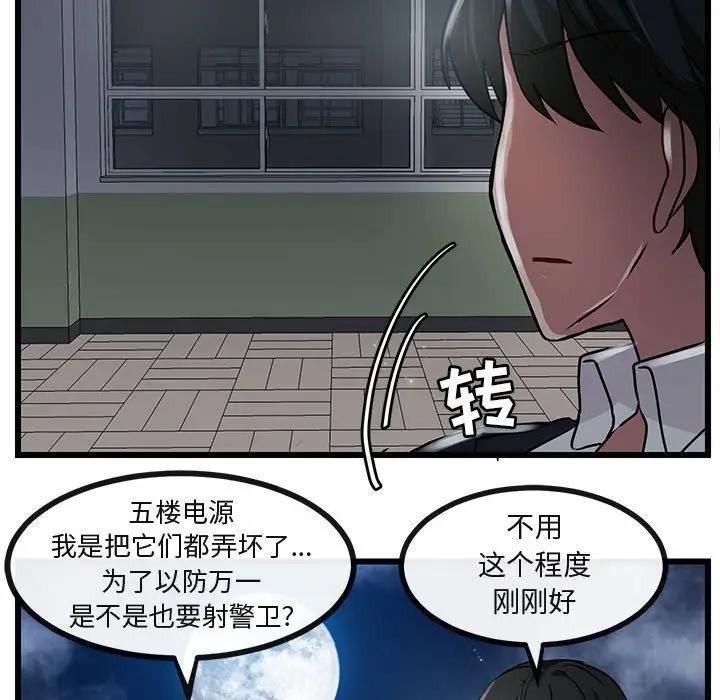 转
五楼电源
我是把它们都弄坏了...
为了以防万一
是不是也要射警卫?
不用
这个程度
刚刚好